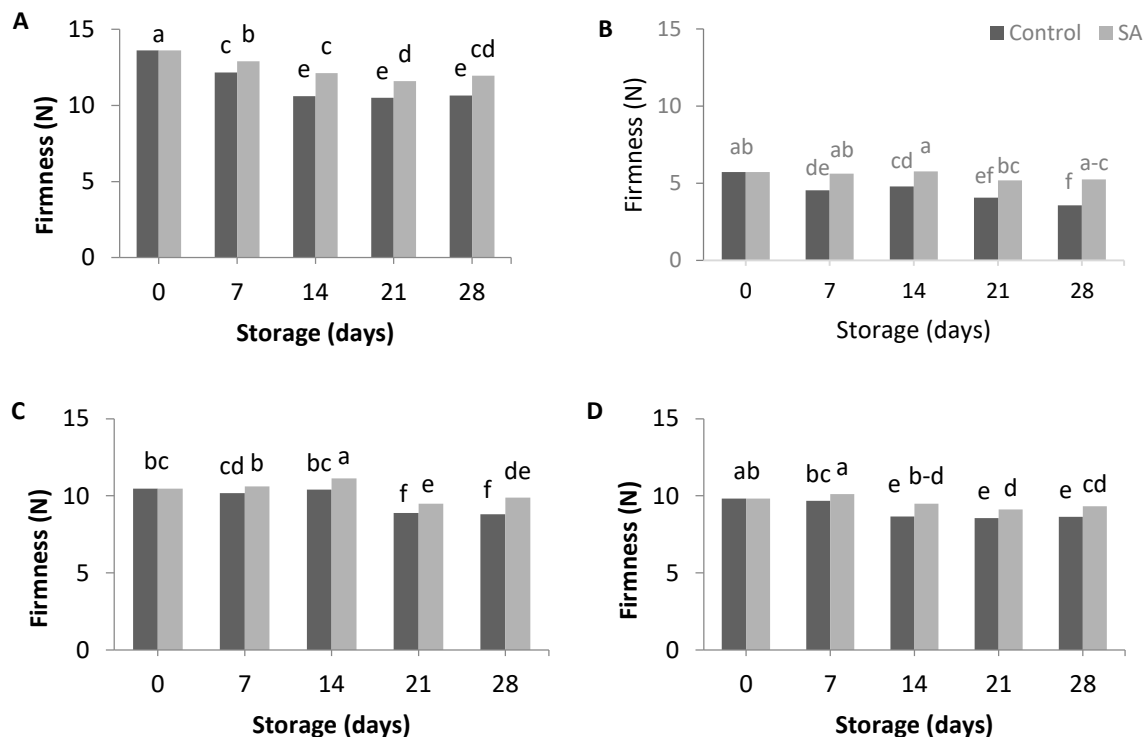 A
Firmness (N)
15
10
5
0
a
c b
e c
e d
e cd
0 7 14 21 28
Storage (days)
B
Control SA
Firmness (N)
15
10
5
0
ab
de ab
cd a
ef bc
f a-c
0 7 14 21 28
Storage (days)
C
Firmness (N)
15
10
5
0
bc
cd b
bc a
f e
f de
0 7 14 21 28
Storage (days)
D
Firmness (N)
15
10
5
0
ab
bc a
e b-d
e d
e cd
0 7 14 21 28
Storage (days)